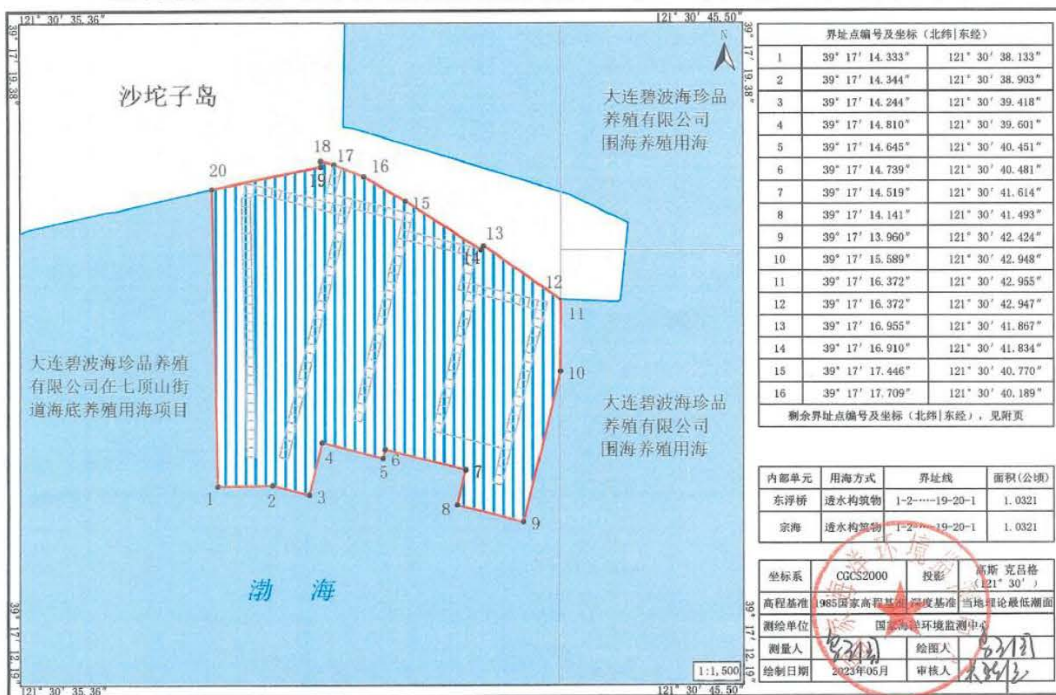 121° 30′ 35.36″
121° 30′ 45.50″
39° 17′ 19.38″
39° 17′ 19.38″
N
沙坨子岛
大连碧波海珍品
养殖有限公司
围海养殖用海
18
17
16
20
19
15
13
14
12
11
10
大连碧波海珍品养殖
有限公司在七顶山街
道海底养殖用海项目
大连碧波海珍品
养殖有限公司
围海养殖用海
4
6
5
7
1
2
3
8
9
渤 海
39° 17′ 12.19″
39° 17′ 12.19″
1:1,500
121° 30′ 35.36″
121° 30′ 45.50″
界址点编号及坐标（北纬|东经）
1 39° 17′ 14.333″ 121° 30′ 38.133″
2 39° 17′ 14.344″ 121° 30′ 38.903″
3 39° 17′ 14.244″ 121° 30′ 39.418″
4 39° 17′ 14.810″ 121° 30′ 39.601″
5 39° 17′ 14.645″ 121° 30′ 40.451″
6 39° 17′ 14.739″ 121° 30′ 40.481″
7 39° 17′ 14.519″ 121° 30′ 41.614″
8 39° 17′ 14.141″ 121° 30′ 41.493″
9 39° 17′ 13.960″ 121° 30′ 42.424″
10 39° 17′ 15.589″ 121° 30′ 42.948″
11 39° 17′ 16.372″ 121° 30′ 42.955″
12 39° 17′ 16.372″ 121° 30′ 42.947″
13 39° 17′ 16.955″ 121° 30′ 41.867″
14 39° 17′ 16.910″ 121° 30′ 41.834″
15 39° 17′ 17.446″ 121° 30′ 40.770″
16 39° 17′ 17.709″ 121° 30′ 40.189″
剩余界址点编号及坐标（北纬|东经），见附页
内部单元 用海方式 界址线 面积(公顷)
东浮桥 透水构筑物 1-2-…-19-20-1 1.0321
宗海 透水构筑物 1-2-…-19-20-1 1.0321
坐标系 CGCS2000 投影 高斯 克吕格
(121° 30′)
高程基准 1985国家高程基准 深度基准 当地理论最低潮面
测绘单位 国家海洋环境监测中心
测量人 绘图人
绘制日期 2023年05月 审核人